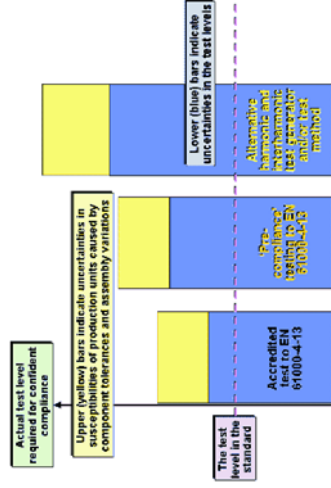 Actual test level
required for confident
compliance
Upper (yellow) bars indicate uncertainties in
susceptibilities of production units caused by
component tolerances and assembly variations
Lower (blue) bars indicate
uncertainties in the test levels
The test
level in the
standard
Accredited
test to EN
61000-4-13
'Pre-
compliance'
testing to EN
61000-4-13
Alternative
harmonic and
interharmonic
test generator
and/or test
method